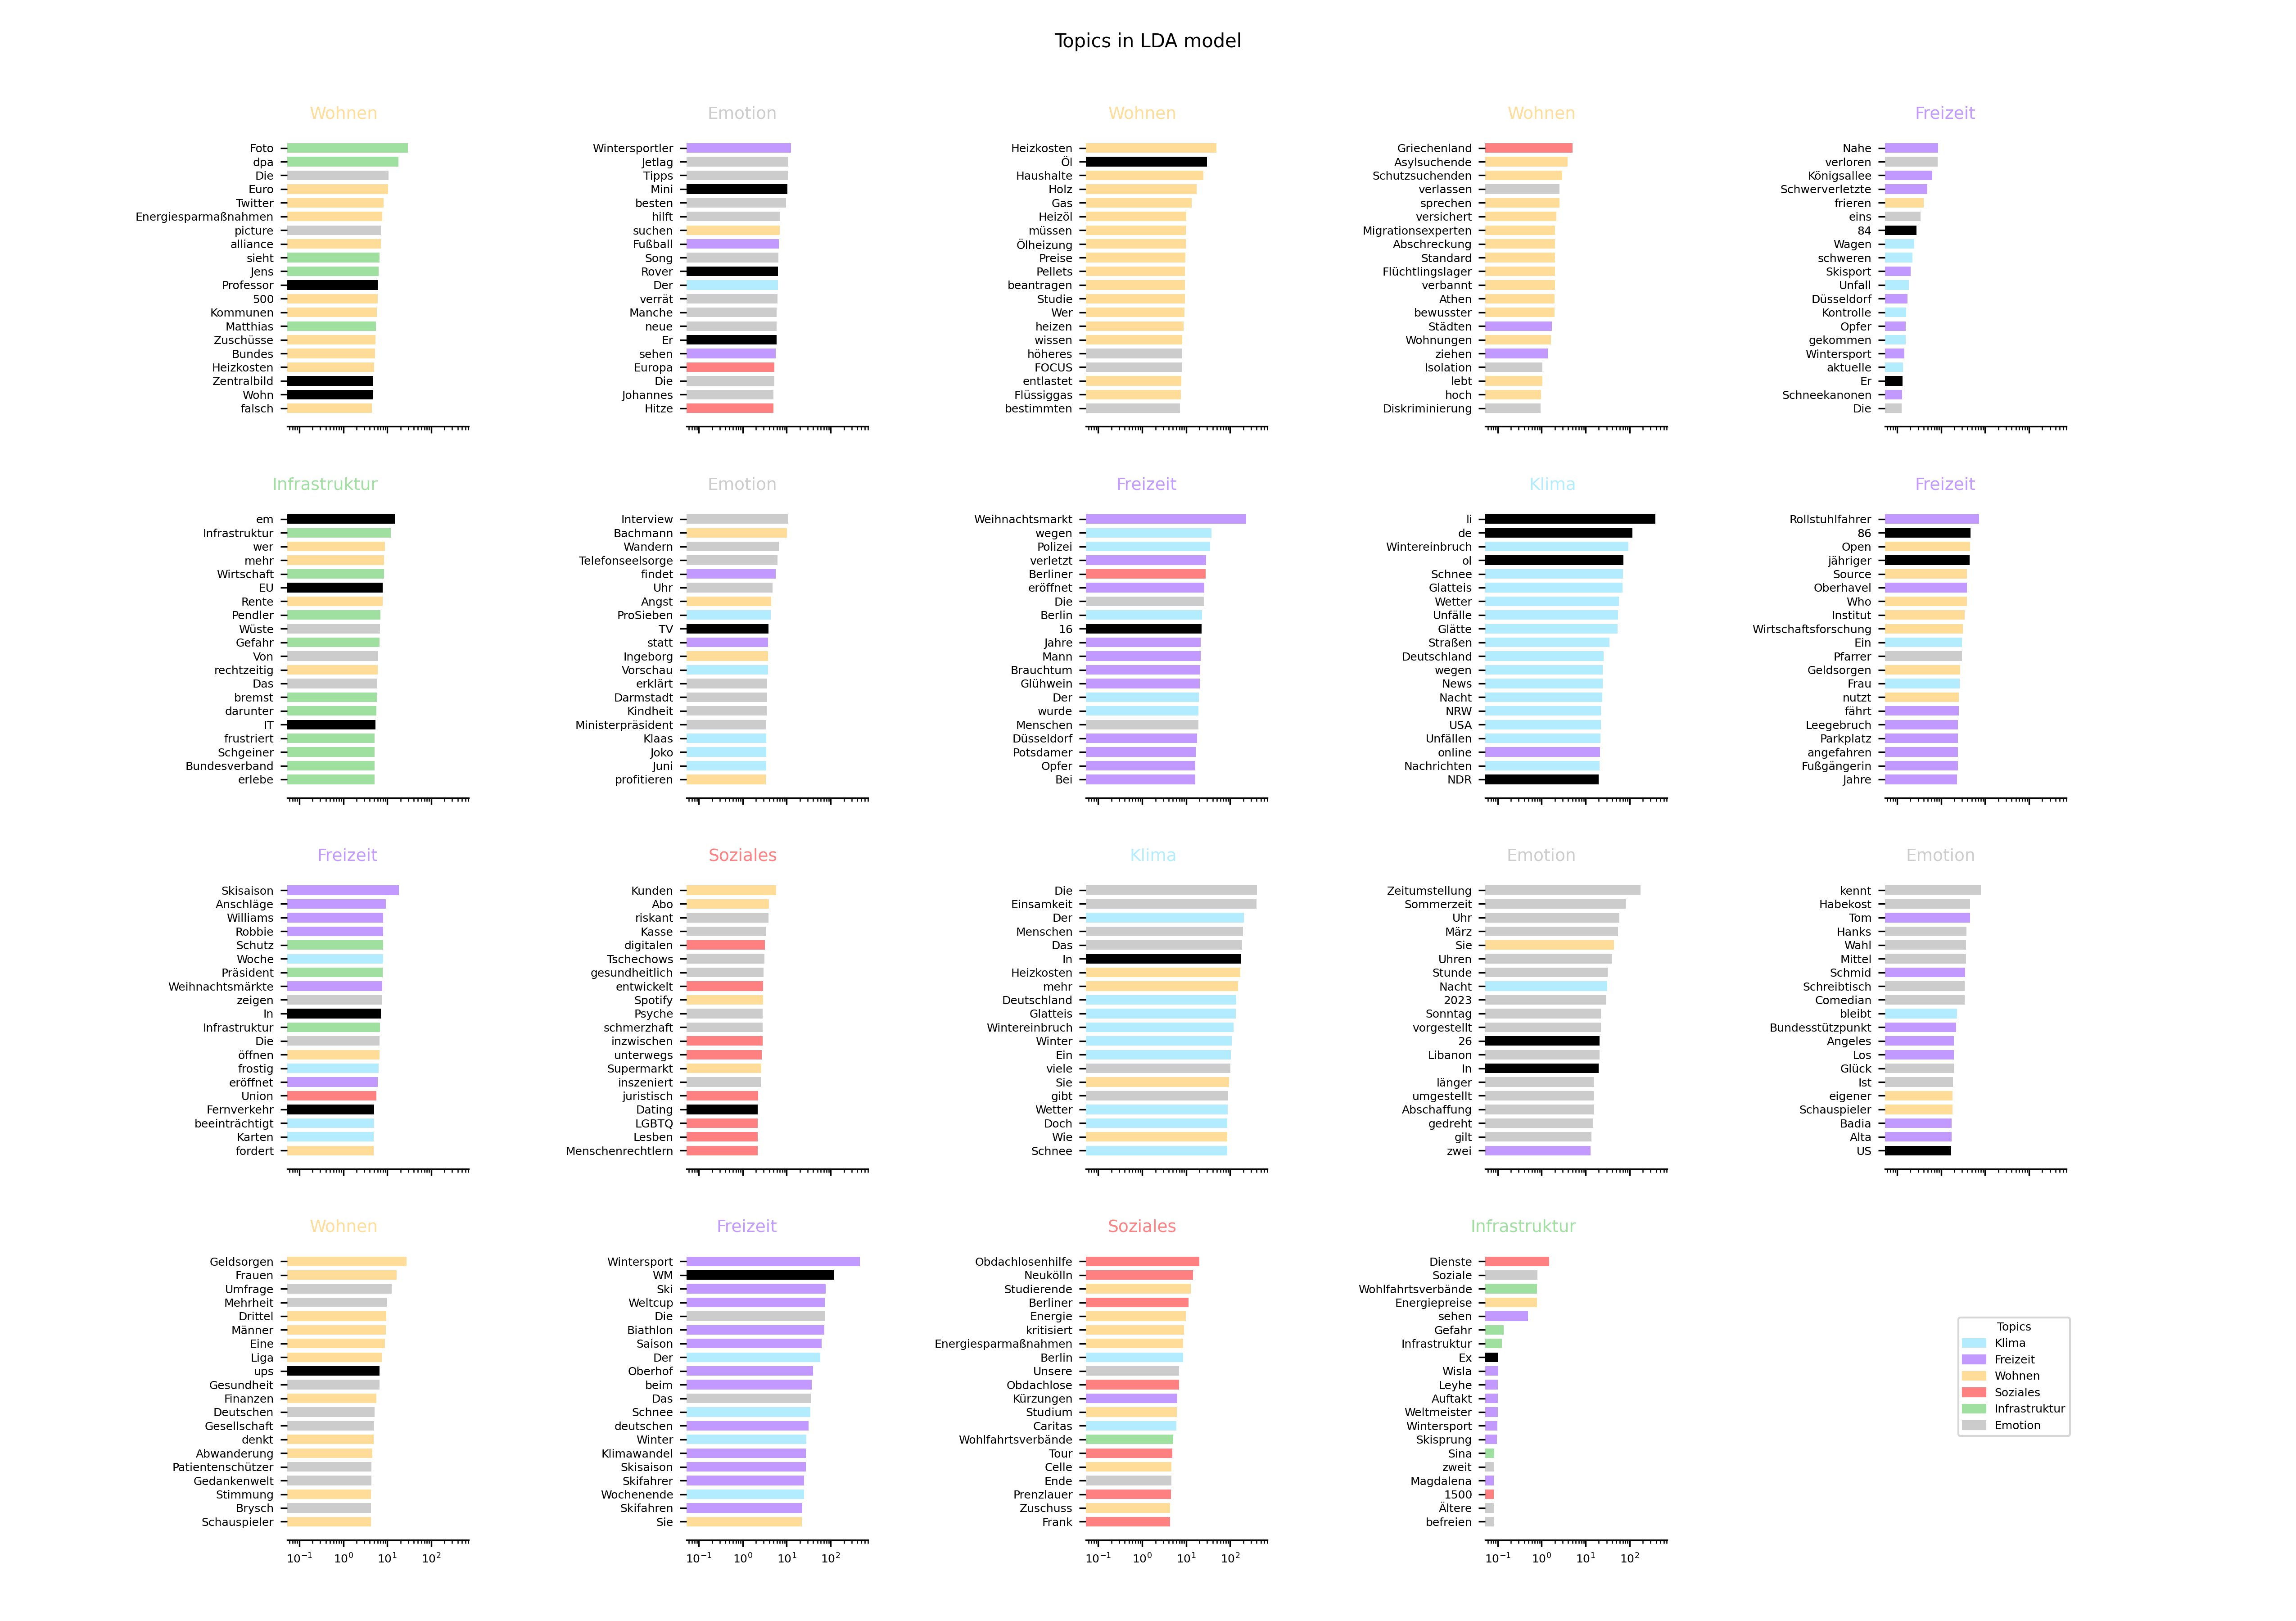 Topics in LDA model
Wohnen
Foto
dpa
Die
Euro
Twitter
Energiesparmaßnahmen
picture
alliance
sieht
Jens
Professor
500
Kommunen
Matthias
Zuschüsse
Bundes
Heizkosten
Zentralbild
Wohn
falsch
Emotion
Wintersportler
Jetlag
Tipps
Mini
besten
hilft
suchen
Fußball
Song
Rover
Der
verrät
Manche
neue
Er
sehen
Europa
Die
Johannes
Hitze
Wohnen
Heizkosten
Öl
Haushalte
Holz
Gas
Heizöl
müssen
Ölheizung
Preise
Pellets
beantragen
Studie
Wer
heizen
wissen
höheres
FOCUS
entlastet
Flüssiggas
bestimmten
Wohnen
Griechenland
Asylsuchende
Schutzsuchenden
verlassen
sprechen
versichert
Migrationsexperten
Abschreckung
Standard
Flüchtlingslager
verbannt
Athen
bewusster
Städten
Wohnungen
ziehen
Isolation
lebt
hoch
Diskriminierung
Freizeit
Nahe
verloren
Königsallee
Schwerverletzte
frieren
eins
84
Wagen
schweren
Skisport
Unfall
Düsseldorf
Kontrolle
Opfer
gekommen
Wintersport
aktuelle
Er
Schneekanonen
Die
Infrastruktur
em
Infrastruktur
wer
mehr
Wirtschaft
EU
Rente
Pendler
Wüste
Gefahr
Von
rechtzeitig
Das
bremst
darunter
IT
frustriert
Schgeiner
Bundesverband
erlebe
Emotion
Interview
Bachmann
Wandern
Telefonseelsorge
findet
Uhr
Angst
ProSieben
TV
statt
Ingeborg
Vorschau
erklärt
Darmstadt
Kindheit
Ministerpräsident
Klaas
Joko
Juni
profitieren
Freizeit
Weihnachtsmarkt
wegen
Polizei
verletzt
Berliner
eröffnet
Die
Berlin
16
Jahre
Mann
Brauchtum
Glühwein
Der
wurde
Menschen
Düsseldorf
Potsdamer
Opfer
Bei
Klima
li
de
Wintereinbruch
ol
Schnee
Glatteis
Wetter
Unfälle
Glätte
Straßen
Deutschland
wegen
News
Nacht
NRW
USA
Unfällen
online
Nachrichten
NDR
Freizeit
Rollstuhlfahrer
86
Open
jähriger
Source
Oberhavel
Who
Institut
Wirtschaftsforschung
Ein
Pfarrer
Geldsorgen
Frau
nutzt
fährt
Leegebruch
Parkplatz
angefahren
Fußgängerin
Jahre
Freizeit
Skisaison
Anschläge
Williams
Robbie
Schutz
Woche
Präsident
Weihnachtsmärkte
zeigen
In
Infrastruktur
Die
öffnen
frostig
eröffnet
Union
Fernverkehr
beeinträchtigt
Karten
fordert
Soziales
Kunden
Abo
riskant
Kasse
digitalen
Tschechows
gesundheitlich
entwickelt
Spotify
Psyche
schmerzhaft
inzwischen
unterwegs
Supermarkt
inszeniert
juristisch
Dating
LGBTQ
Lesben
Menschenrechtlern
Klima
Die
Einsamkeit
Der
Menschen
Das
In
Heizkosten
mehr
Deutschland
Glatteis
Wintereinbruch
Winter
Ein
viele
Sie
gibt
Wetter
Doch
Wie
Schnee
Emotion
Zeitumstellung
Sommerzeit
Uhr
März
Sie
Uhren
Stunde
Nacht
2023
Sonntag
vorgestellt
26
Libanon
In
länger
umgestellt
Abschaffung
gedreht
gilt
zwei
Emotion
kennt
Habekost
Tom
Hanks
Wahl
Mittel
Schmid
Schreibtisch
Comedian
bleibt
Bundesstützpunkt
Angeles
Los
Glück
Ist
eigener
Schauspieler
Badia
Alta
US
Wohnen
Geldsorgen
Frauen
Umfrage
Mehrheit
Drittel
Männer
Eine
Liga
ups
Gesundheit
Finanzen
Deutschen
Gesellschaft
denkt
Abwanderung
Patientenschützer
Gedankenwelt
Stimmung
Brysch
Schauspieler
10⁻¹ 10⁰ 10¹ 10²
Freizeit
Wintersport
WM
Ski
Weltcup
Die
Biathlon
Saison
Der
Oberhof
beim
Das
Schnee
deutschen
Winter
Klimawandel
Skisaison
Skifahrer
Wochenende
Skifahren
Sie
10⁻¹ 10⁰ 10¹ 10²
Soziales
Obdachlosenhilfe
Neukölln
Studierende
Berliner
Energie
kritisiert
Energiesparmaßnahmen
Berlin
Unsere
Obdachlose
Kürzungen
Studium
Caritas
Wohlfahrtsverbände
Tour
Celle
Ende
Prenzlauer
Zuschuss
Frank
10⁻¹ 10⁰ 10¹ 10²
Infrastruktur
Dienste
Soziale
Wohlfahrtsverbände
Energiepreise
sehen
Gefahr
Infrastruktur
Ex
Wisla
Leyhe
Auftakt
Weltmeister
Wintersport
Skisprung
Sina
zweit
Magdalena
1500
Ältere
befreien
10⁻¹ 10⁰ 10¹ 10²
Topics
Klima
Freizeit
Wohnen
Soziales
Infrastruktur
Emotion